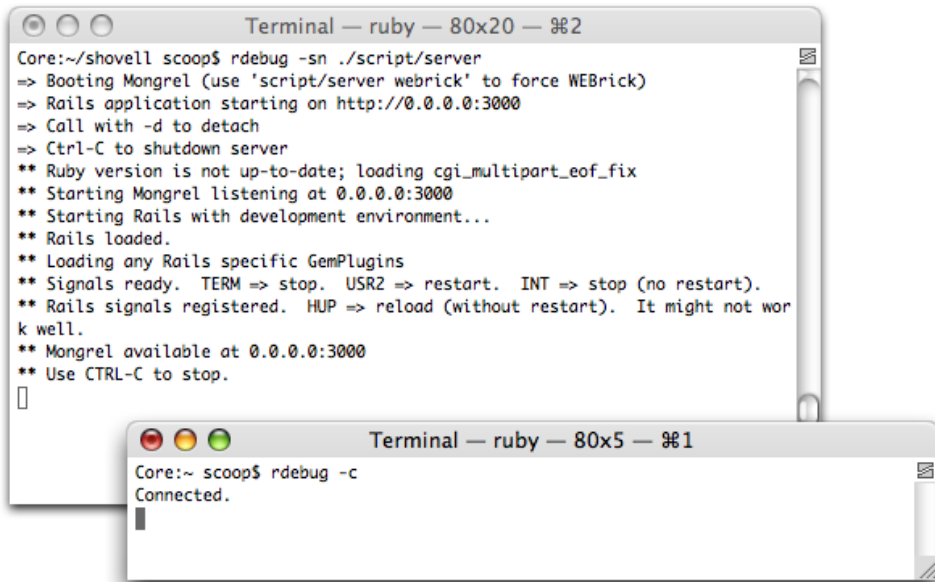 Terminal — ruby — 80x20 — ⌘2
Core:~/shovell scoop$ rdebug -sn ./script/server
=> Booting Mongrel (use 'script/server webrick' to force WEBrick)
=> Rails application starting on http://0.0.0.0:3000
=> Call with -d to detach
=> Ctrl-C to shutdown server
** Ruby version is not up-to-date; loading cgi_multipart_eof_fix
** Starting Mongrel listening at 0.0.0.0:3000
** Starting Rails with development environment...
** Rails loaded.
** Loading any Rails specific GemPlugins
** Signals ready.  TERM => stop.  USR2 => restart.  INT => stop (no restart).
** Rails signals registered.  HUP => reload (without restart).  It might not wor
k well.
** Mongrel available at 0.0.0.0:3000
** Use CTRL-C to stop.
Terminal — ruby — 80x5 — ⌘1
Core:~ scoop$ rdebug -c
Connected.